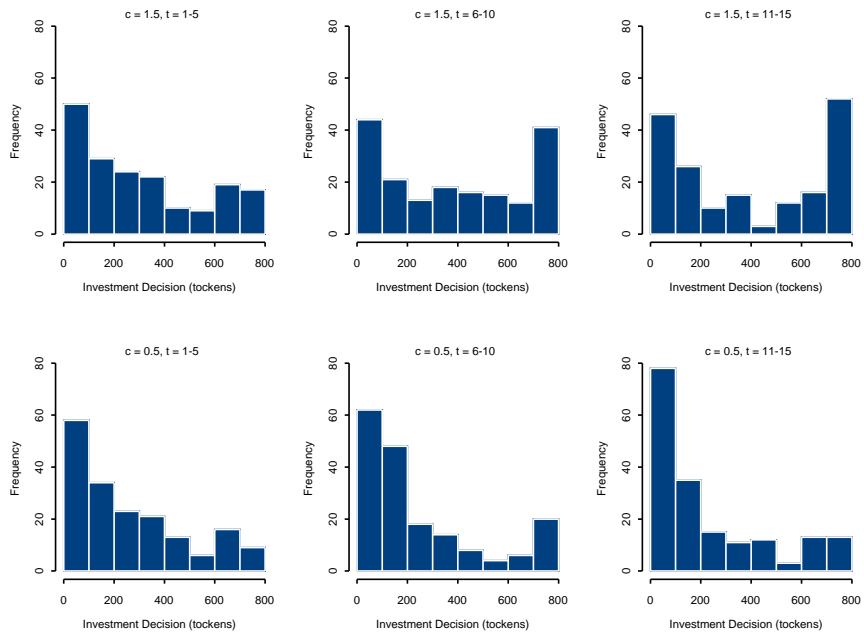 c = 1.5, t = 1-5
80
60
40
20
0
Frequency
0 200 400 600 800
Investment Decision (tockens)
c = 1.5, t = 6-10
80
60
40
20
0
Frequency
0 200 400 600 800
Investment Decision (tockens)
c = 1.5, t = 11-15
80
60
40
20
0
Frequency
0 200 400 600 800
Investment Decision (tockens)
c = 0.5, t = 1-5
80
60
40
20
0
Frequency
0 200 400 600 800
Investment Decision (tockens)
c = 0.5, t = 6-10
80
60
40
20
0
Frequency
0 200 400 600 800
Investment Decision (tockens)
c = 0.5, t = 11-15
80
60
40
20
0
Frequency
0 200 400 600 800
Investment Decision (tockens)